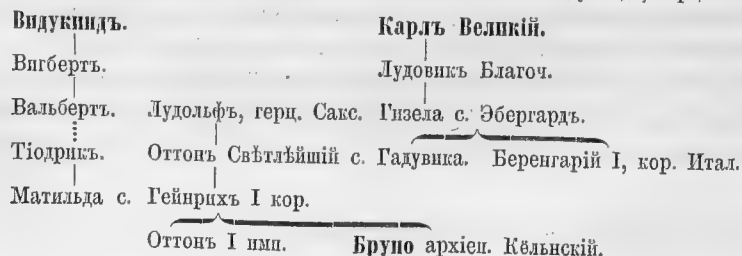 Видукиндъ. Карлъ Великій.
Вигбертъ. Лудовикъ Благоч.
Вальбертъ. Лудольфъ, герц. Сакс. Гизела с. Эбергардъ.
Тіодрикъ. Оттонъ Свѣтлѣйшій с. Гадувика. Беренгарій I, кор. Итал.
Матильда с. Гейнрихъ I кор.
Оттонъ I имп. Бруно архіеп. Кёльнскій.